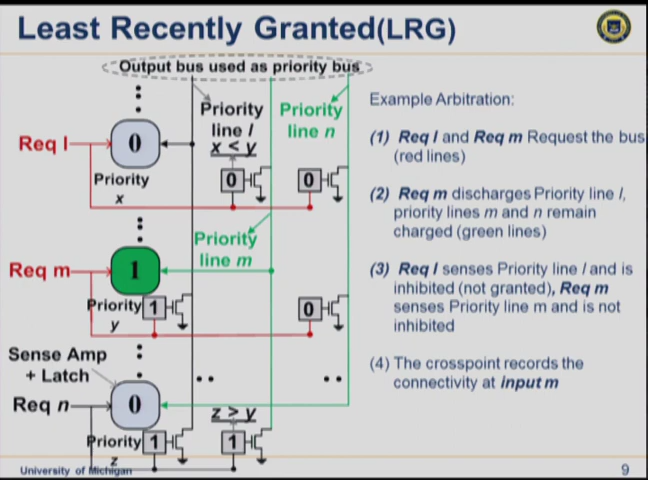 Least Recently Granted(LRG)
Output bus used as priority bus
Priority
line l
x < y
Priority
line n
Req l
0
0
0
Priority
x
Priority
line m
Req m
1
Priority
y
1
0
Sense Amp
+ Latch
Req n
0
z > y
Priority
z
1
1
Example Arbitration:
(1) Req l and Req m Request the bus
(red lines)
(2) Req m discharges Priority line l,
priority lines m and n remain
charged (green lines)
(3) Req l senses Priority line l and is
inhibited (not granted), Req m
senses Priority line m and is not
inhibited
(4) The crosspoint records the
connectivity at input m
University of Michigan
9